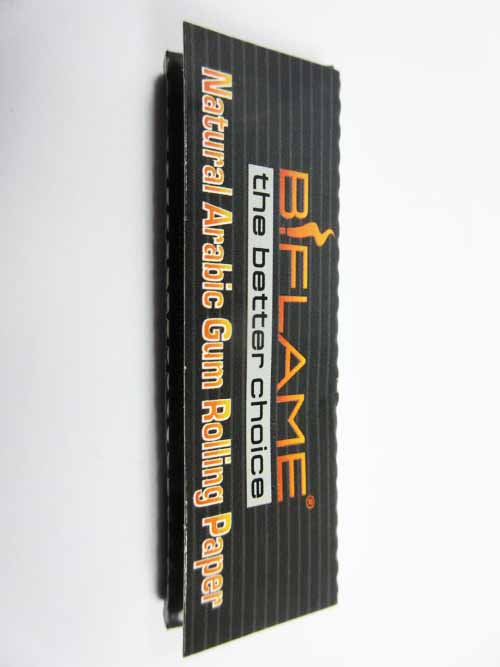 BiFLAME®
the better choice
Natural Arabic Gum Rolling Paper